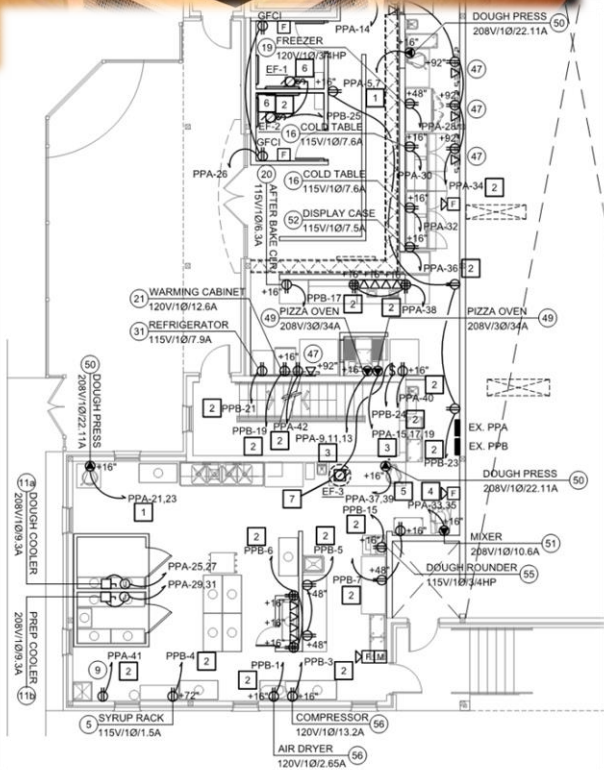 GFCI
F
PPA-14
+16"
DOUGH PRESS 50
208V/1Ø/22.11A
19 FREEZER
120V/1Ø/3/4HP
EF-1
6
+16"
PPA-5,7
1
+92"
47
+48"
+92"
47
PPA-28
6
2
PPB-25
EF-2
GFCI
F
16 COLD TABLE
115V/1Ø/7.6A
+16"
+92"
47
PPA-26
20
AFTER BAKE CTR.
115V/1Ø/6.3A
PPA-30
16 COLD TABLE
115V/1Ø/7.6A
+16"
PPA-34
2
F
52 DISPLAY CASE
115V/1Ø/7.5A
PPA-32
+16"
PPA-36
2
+16"
+16"
+16"
+16"
PPB-17
2
2
PPA-38
21 WARMING CABINET
120V/1Ø/12.6A
49 PIZZA OVEN
208V/3Ø/34A
PIZZA OVEN 49
208V/3Ø/34A
31 REFRIGERATOR
115V/1Ø/7.9A
+16"
47
+92"
+16"
+16"
50
DOUGH PRESS
208V/1Ø/22.11A
2
PPB-21
PPB-19
2
2
PPA-42
PPA-9,11,13
3
PPB-24
2
PPA-40
2
PPA-15,17,19
3
2
PPB-23
EX. PPA
EX. PPB
+16"
PPA-21,23
1
7
EF-3
+16"
PPA-37,39
5
4
F
PPA-33,35
+16"
DOUGH PRESS 50
208V/1Ø/22.11A
11a
DOUGH COOLER
208V/1Ø/9.3A
PPB-15
2
MIXER 51
208V/1Ø/10.6A
2
PPB-6
2
PPB-5
DOUGH ROUNDER 55
115V/1Ø/3/4HP
PPA-25,27
PPA-29,31
PPB-7
+48"
2
+48"
+16"
+16"
+16"
+48"
PREP COOLER
208V/1Ø/9.3A
11b
9
PPA-41
2
PPB-4
2
PPB-1
2
PPB-3
2
F
M
+72"
+16"
+16"
5 SYRUP RACK
115V/1Ø/1.5A
COMPRESSOR 56
120V/1Ø/13.2A
AIR DRYER 56
120V/1Ø/2.65A